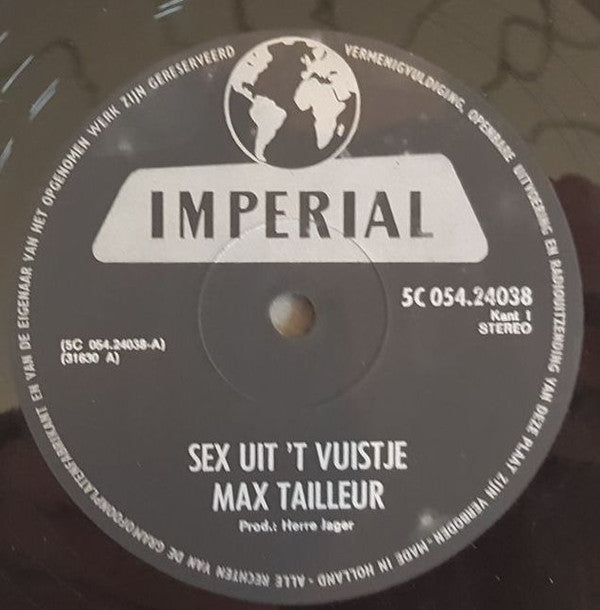 ALLE RECHTEN VAN DE GRAMOFOONPLATENFABRIKANT EN VAN DE EIGENAAR VAN HET OPGENOMEN WERK ZIJN GERESERVEERD
VERMENIGVULDIGING, OPENBARE UITVOERING EN RADIOUITZENDING VAN DEZE PLAAT ZIJN VERBODEN - MADE IN HOLLAND -
IMPERIAL
5C 054.24038
Kant 1
STEREO
(5C 054.24038-A)
(31630 A)
SEX UIT 'T VUISTJE
MAX TAILLEUR
Prod.: Herre Jager